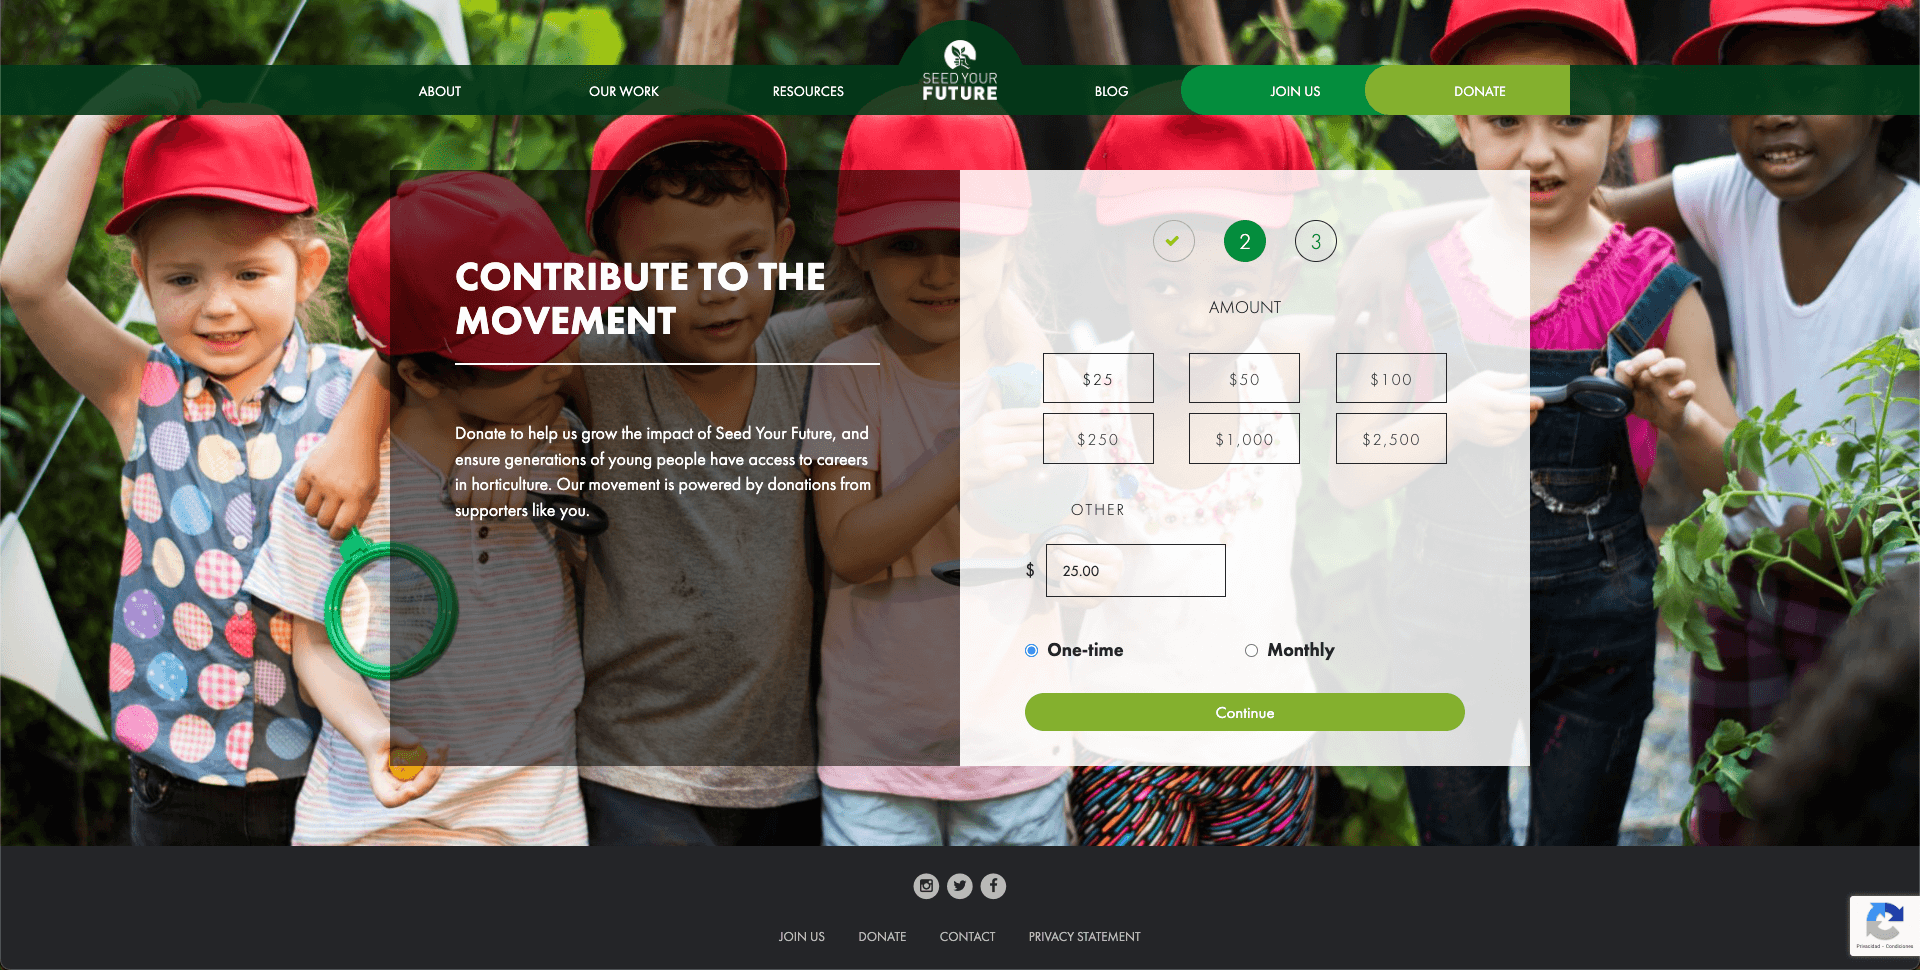 ABOUT
OUR WORK
RESOURCES
SEED YOUR
FUTURE
BLOG
JOIN US
DONATE
CONTRIBUTE TO THE
MOVEMENT
Donate to help us grow the impact of Seed Your Future, and
ensure generations of young people have access to careers
in horticulture. Our movement is powered by donations from
supporters like you.
2
3
AMOUNT
$25
$50
$100
$250
$1,000
$2,500
OTHER
$
25.00
One-time
Monthly
Continue
JOIN US
DONATE
CONTACT
PRIVACY STATEMENT
Privacidad - Condiciones